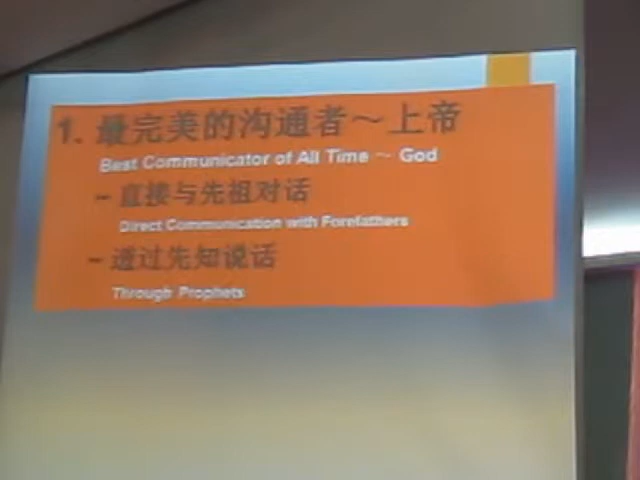 1. 最完美的沟通者～上帝
Best Communicator of All Time ～ God
- 直接与先祖对话
Direct Communication with Forefathers
- 透过先知说话
Through Prophets